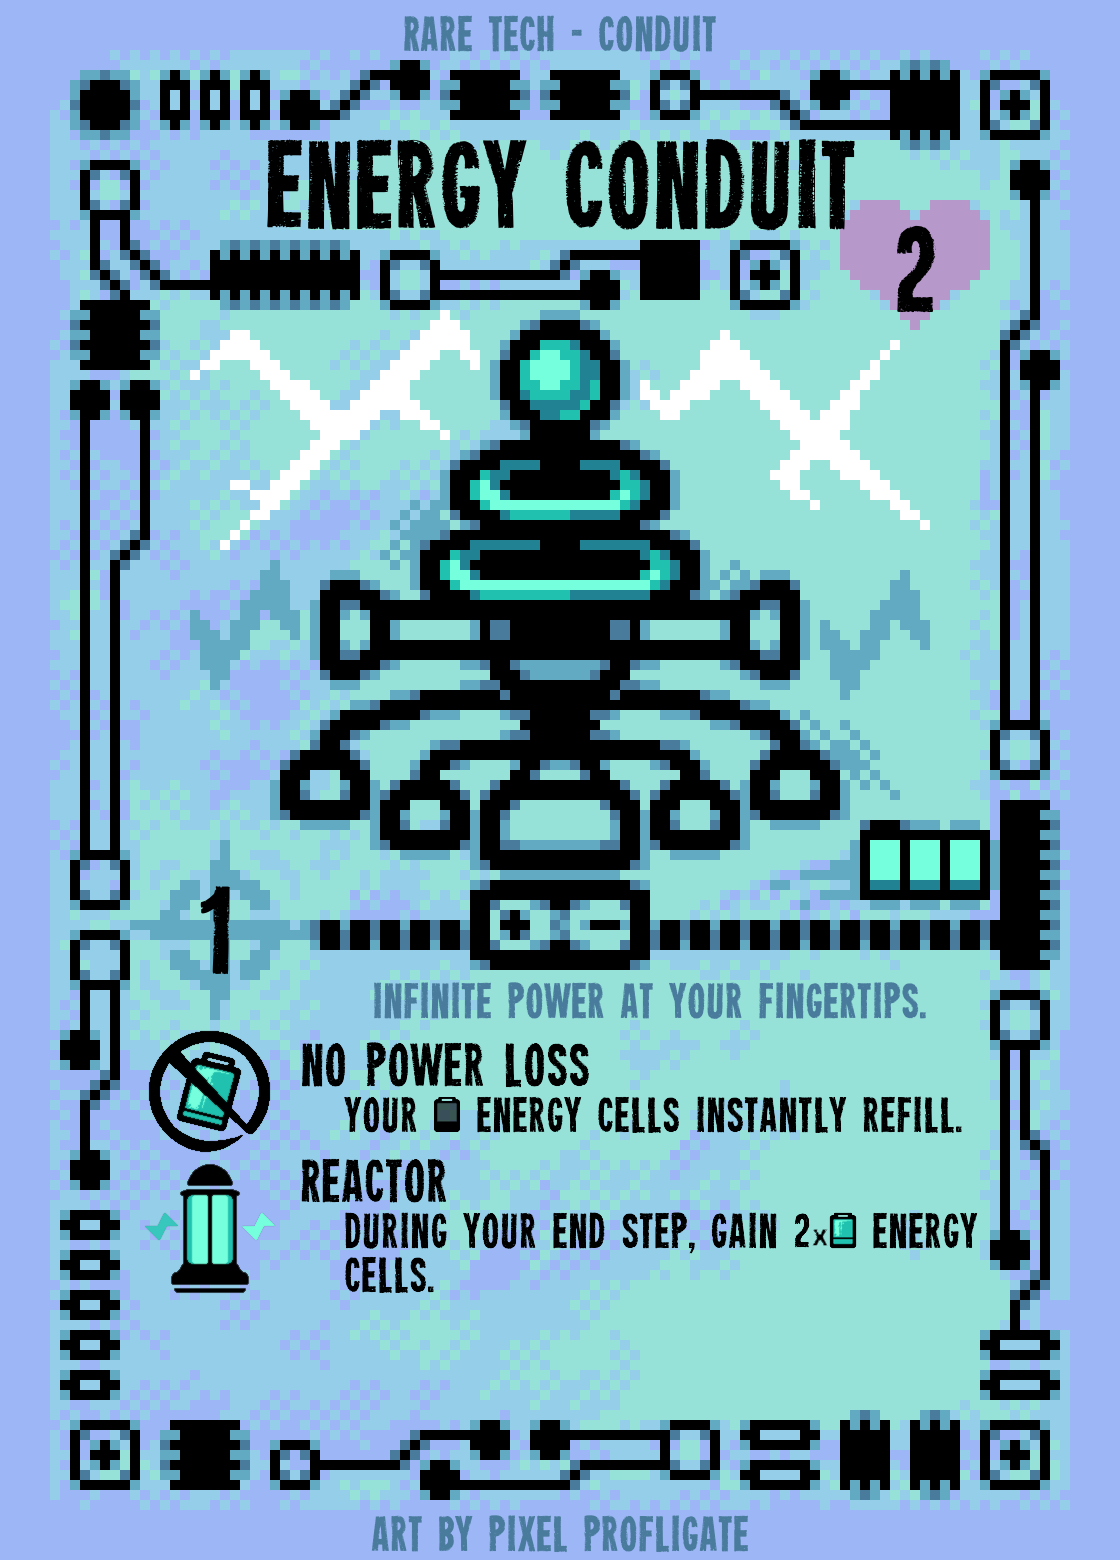 RARE TECH - CONDUIT
ENERGY CONDUIT
2
1
INFINITE POWER AT YOUR FINGERTIPS.
NO POWER LOSS
YOUR ENERGY CELLS INSTANTLY REFILL.
REACTOR
DURING YOUR END STEP, GAIN 2x ENERGY
CELLS.
ART BY PIXEL PROFLIGATE